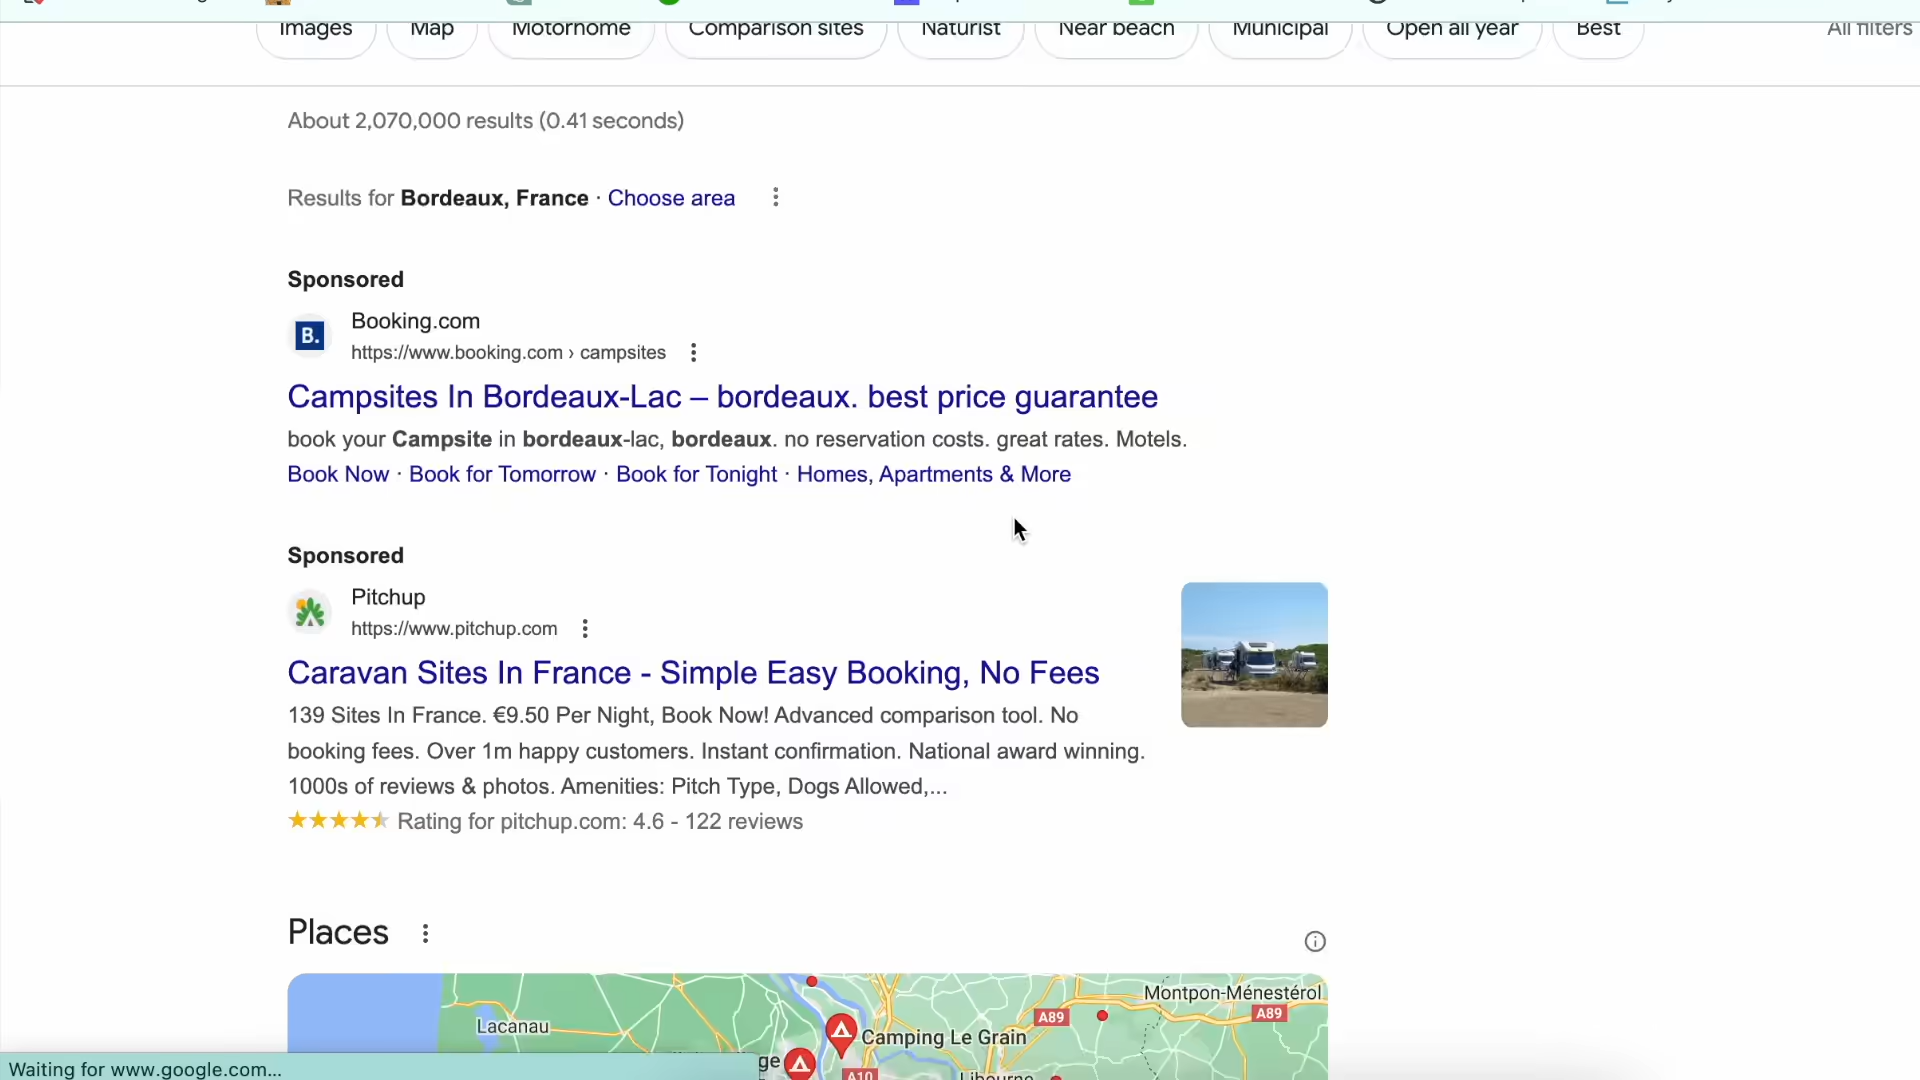 Images Map Motorhome Comparison sites Naturist Near beach Municipal Open all year Best All filters
About 2,070,000 results (0.41 seconds)
Results for Bordeaux, France · Choose area
Sponsored
B.
Booking.com
https://www.booking.com › campsites
Campsites In Bordeaux-Lac – bordeaux. best price guarantee
book your Campsite in bordeaux-lac, bordeaux. no reservation costs. great rates. Motels.
Book Now · Book for Tomorrow · Book for Tonight · Homes, Apartments & More
Sponsored
Pitchup
https://www.pitchup.com
Caravan Sites In France - Simple Easy Booking, No Fees
139 Sites In France. €9.50 Per Night, Book Now! Advanced comparison tool. No
booking fees. Over 1m happy customers. Instant confirmation. National award winning.
1000s of reviews & photos. Amenities: Pitch Type, Dogs Allowed,...
Rating for pitchup.com: 4.6 - 122 reviews
Places
Montpon-Ménestérol
A89
A89
Lacanau
Camping Le Grain
ge
A10
Libourne
Waiting for www.google.com...